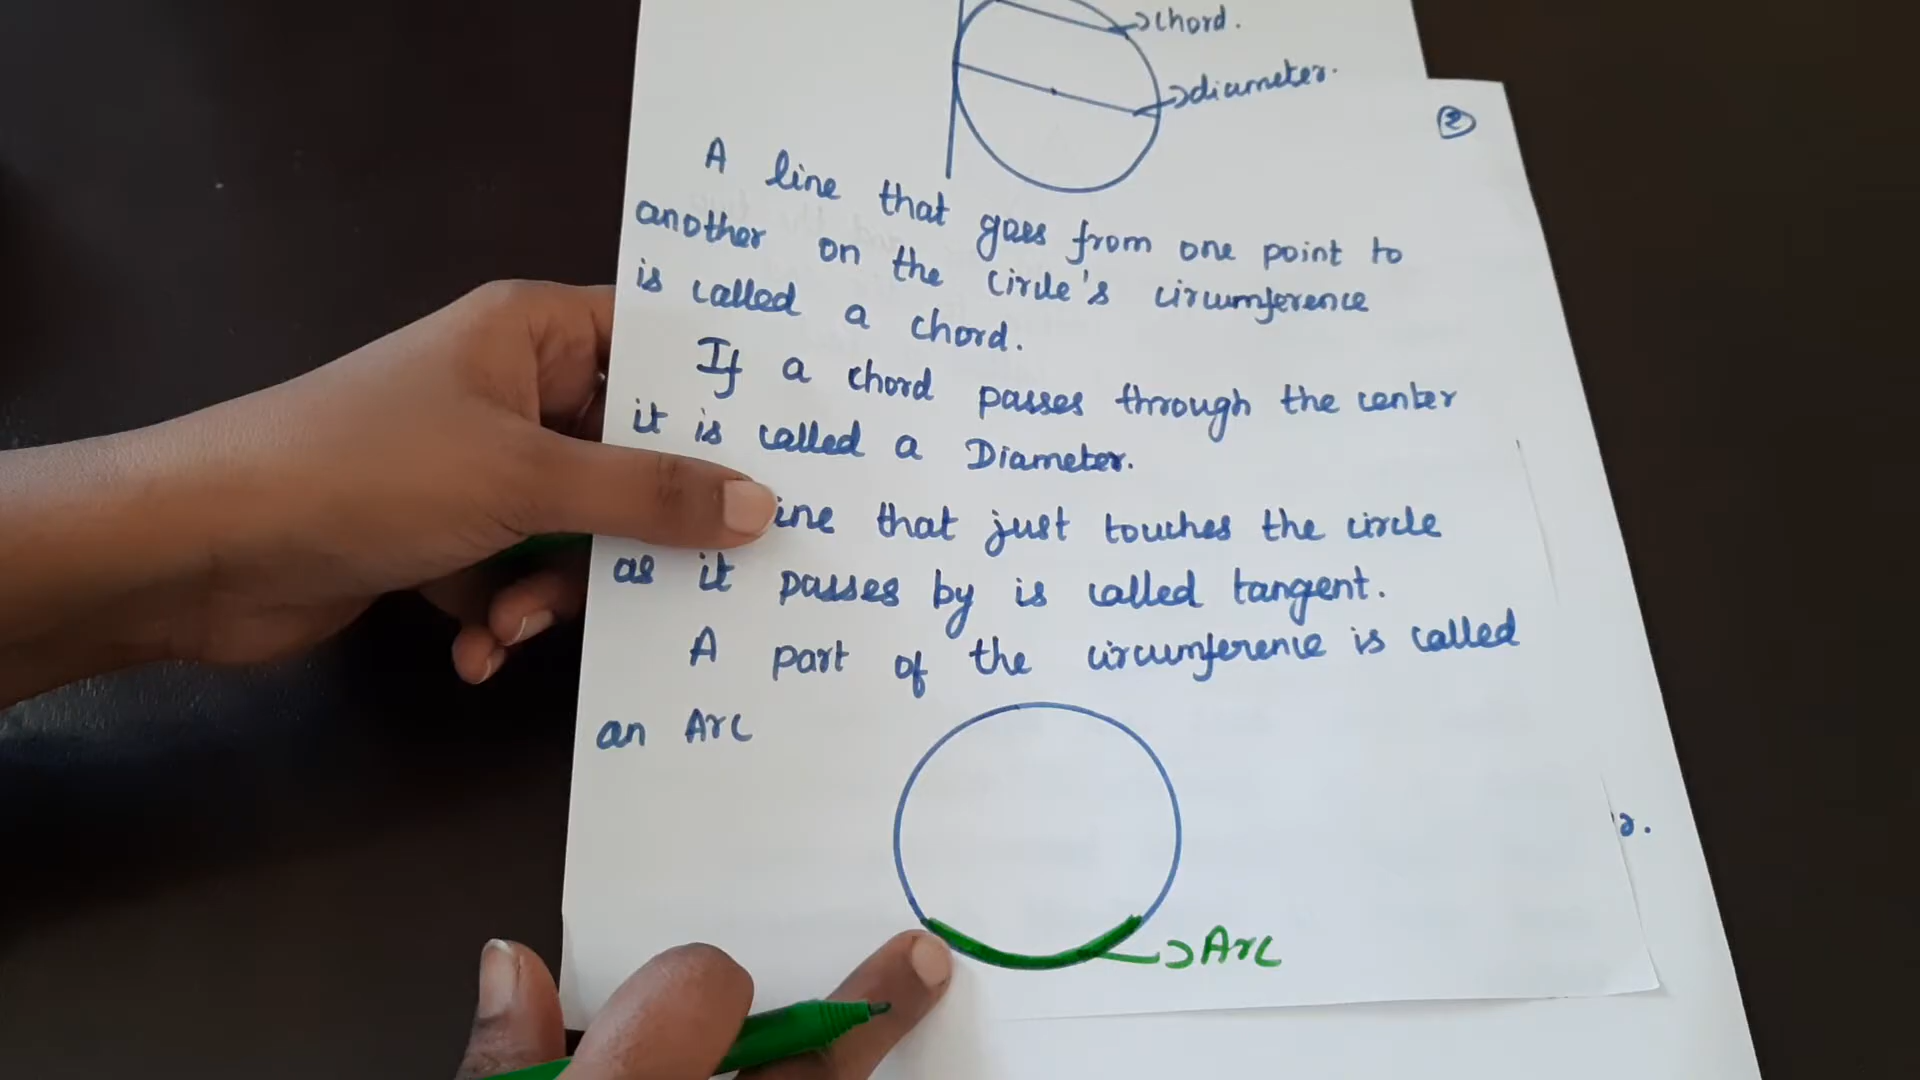 chord.
diameter.
2
A line that goes from one point to
another on the circle's circumference
is called a chord.
If a chord passes through the center
it is called a Diameter.
ine that just touches the circle
as it passes by is called tangent.
A part of the circumference is called
an Arc
Arc